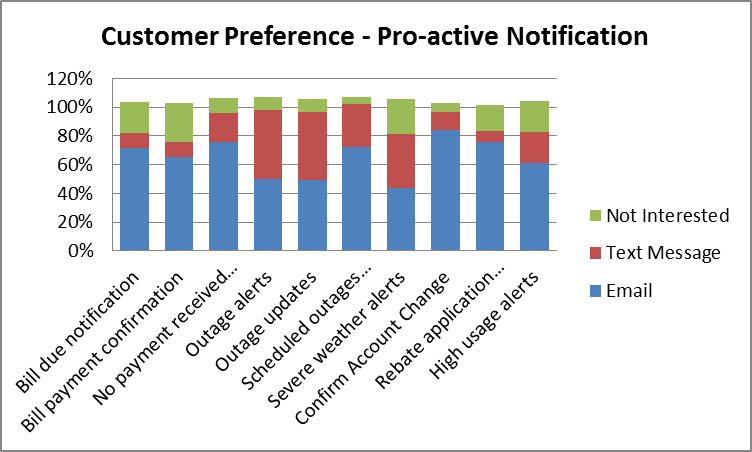 Customer Preference - Pro-active Notification
120%
100%
80%
60%
40%
20%
0%
Bill due notification
Bill payment confirmation
No payment received...
Outage alerts
Outage updates
Scheduled outages...
Severe weather alerts
Confirm Account Change
Rebate application...
High usage alerts
Not Interested
Text Message
Email